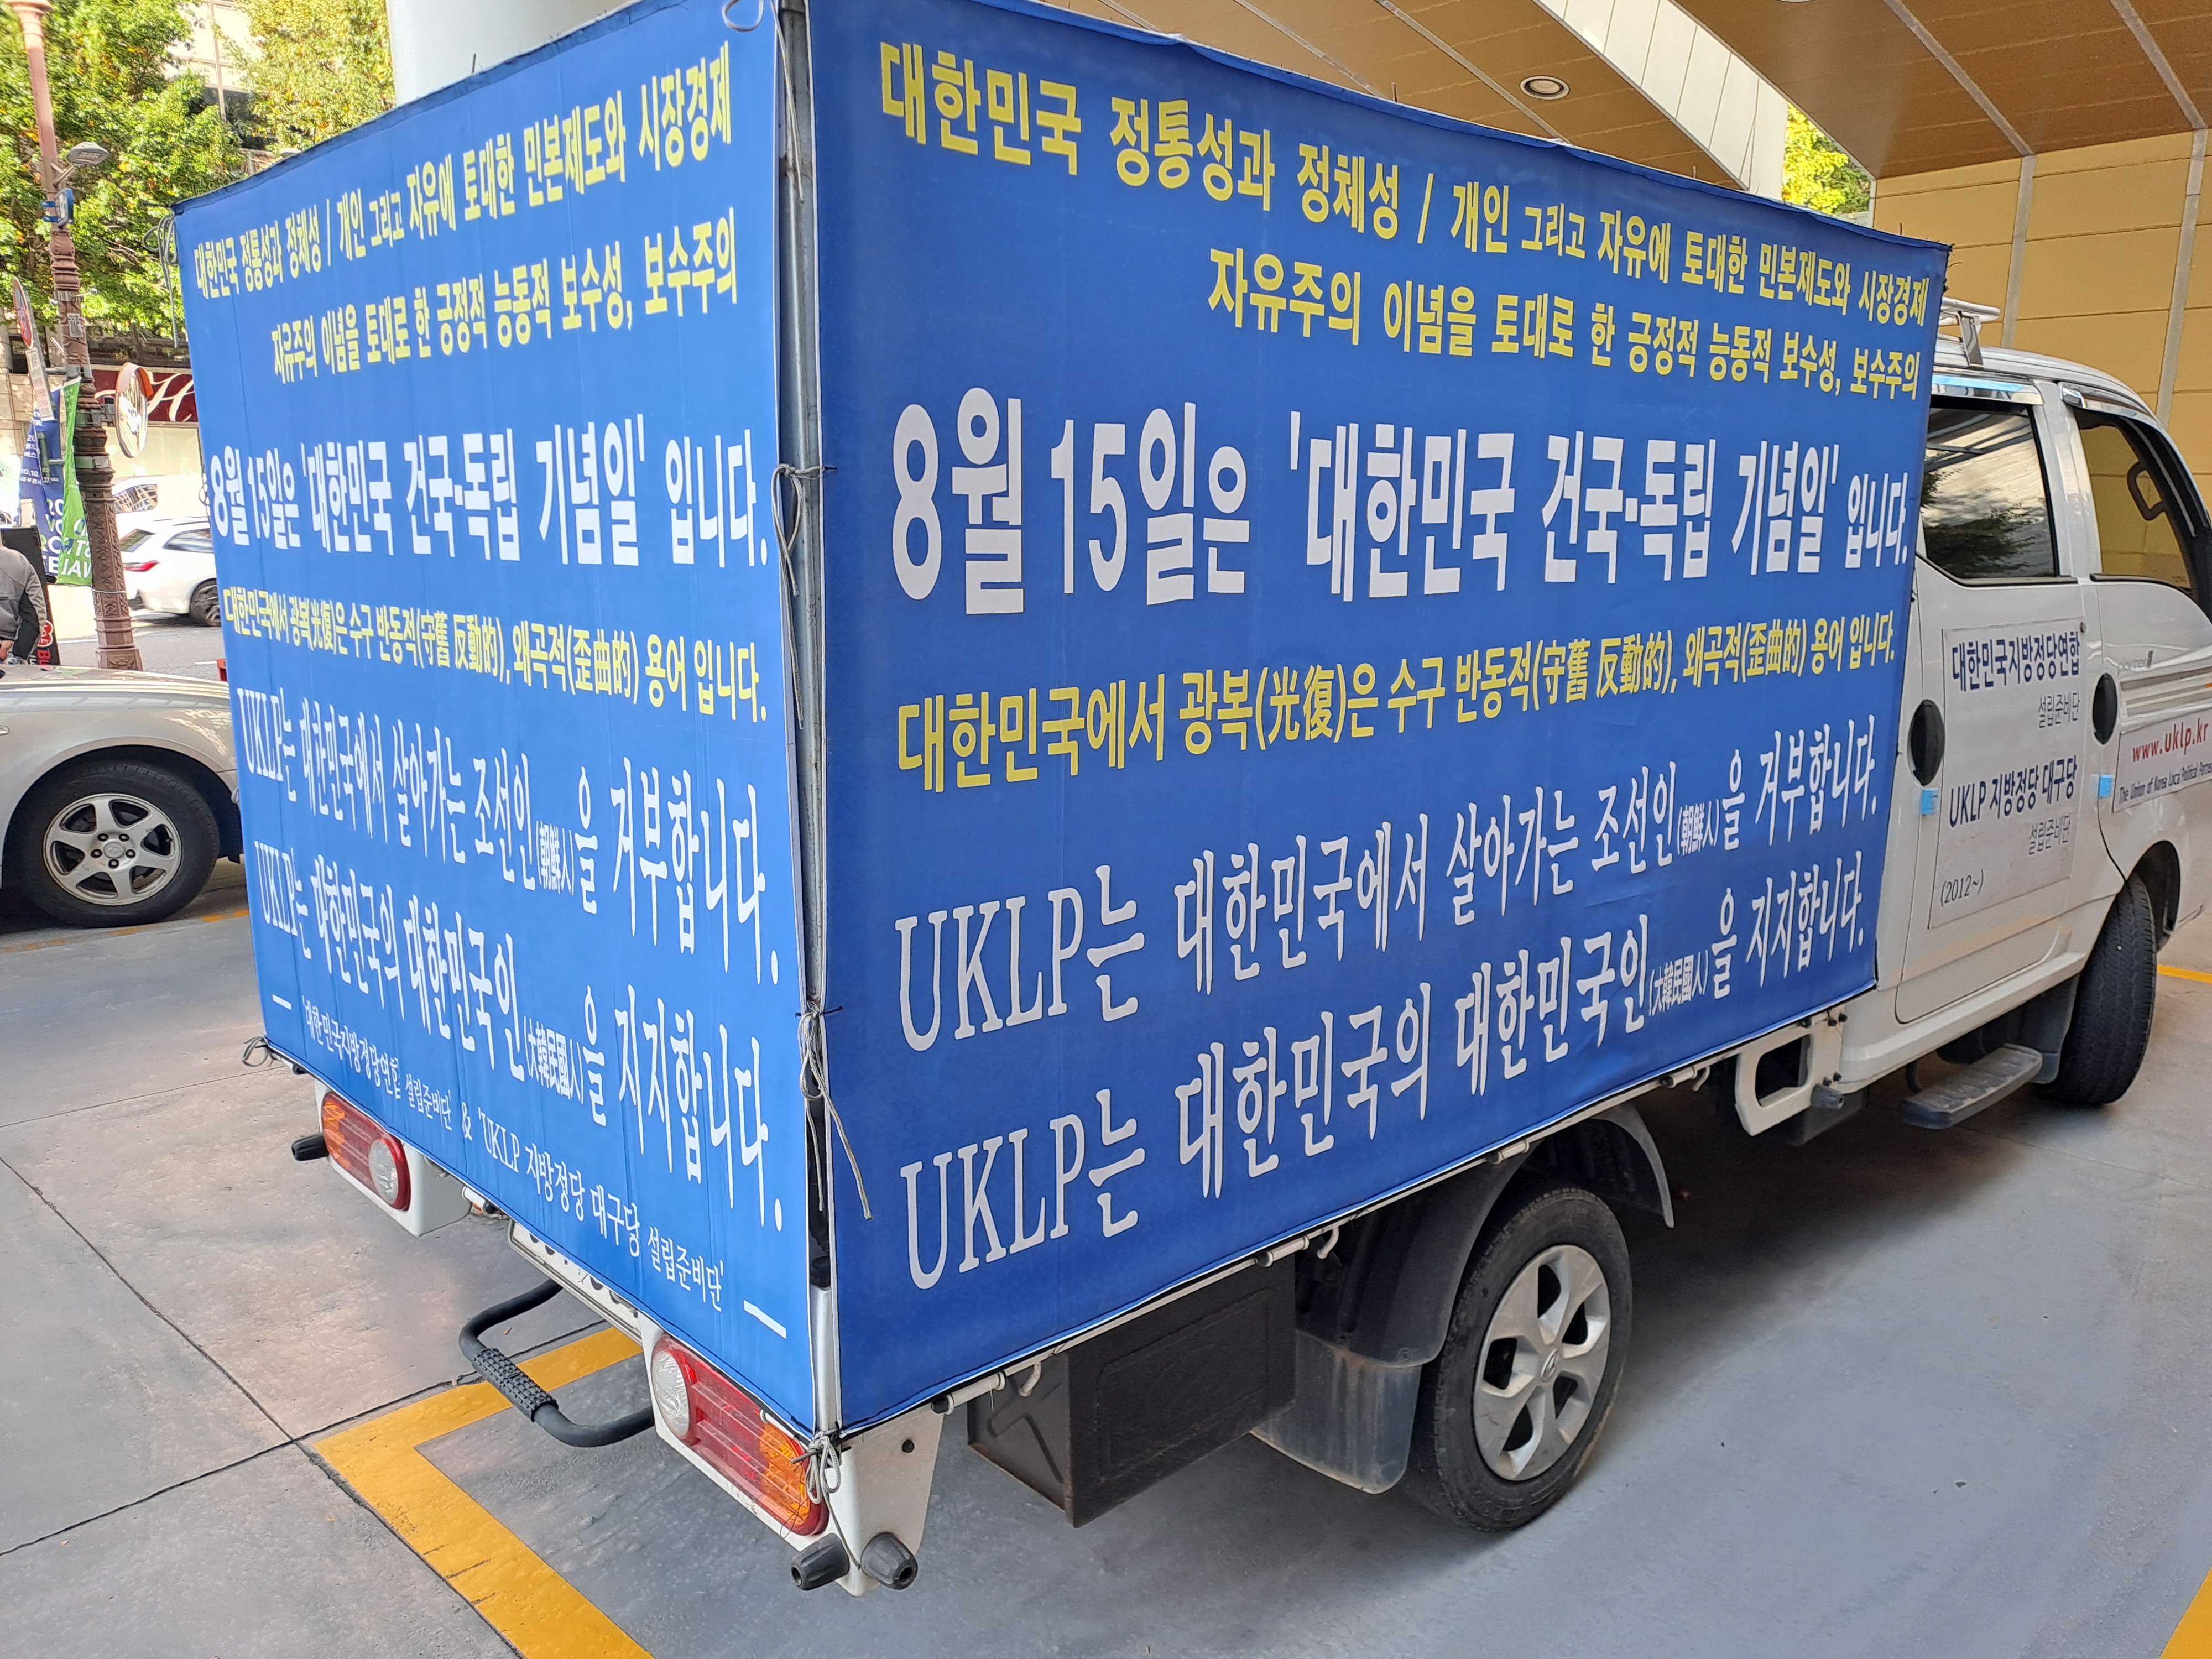 대한민국 정통성과 정체성 / 개인 그리고 자유에 토대한 민본제도와 시장경제
자유주의 이념을 토대로 한 긍정적 능동적 보수성, 보수주의
8월 15일은 '대한민국 건국·독립 기념일' 입니다.
대한민국에서 광복(光復)은 수구 반동적(守舊 反動的), 왜곡적(歪曲的) 용어 입니다.
UKLP는 대한민국에서 살아가는 조선인(朝鮮人)을 거부합니다.
UKLP는 대한민국의 대한민국인(大韓民國人)을 지지합니다.
― '대한민국지방정당연합 설립준비단' & 'UKLP 지방정당 대구당 설립준비단' ―
대한민국 정통성과 정체성 / 개인 그리고 자유에 토대한 민본제도와 시장경제
자유주의 이념을 토대로 한 긍정적 능동적 보수성, 보수주의
8월 15일은 '대한민국 건국·독립 기념일' 입니다.
대한민국에서 광복(光復)은 수구 반동적(守舊 反動的), 왜곡적(歪曲的) 용어 입니다.
UKLP는 대한민국에서 살아가는 조선인(朝鮮人)을 거부합니다.
UKLP는 대한민국의 대한민국인(大韓民國人)을 지지합니다.
대한민국지방정당연합
설립준비단
UKLP 지방정당 대구당
설립준비단
(2012~)
www.uklp.kr
The Union of Korea Local Political